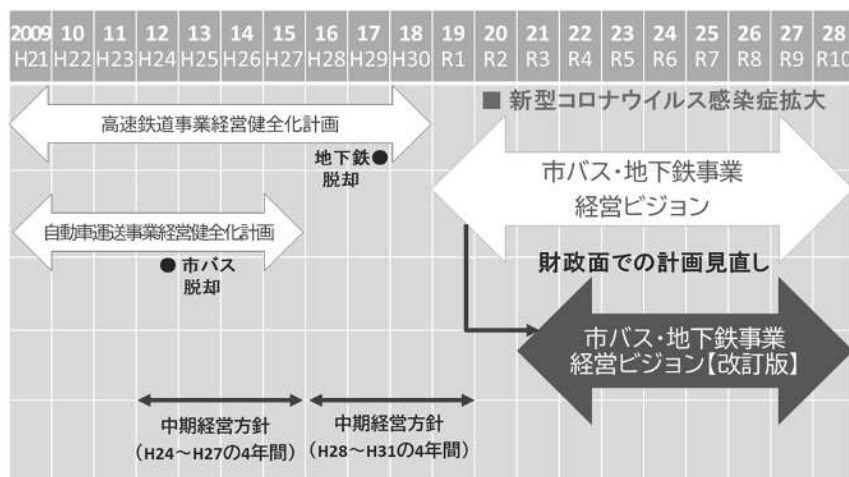 2009 10 11 12 13 14 15 16 17 18 19 20 21 22 23 24 25 26 27 28
H21 H22 H23 H24 H25 H26 H27 H28 H29 H30 R1 R2 R3 R4 R5 R6 R7 R8 R9 R10
■ 新型コロナウイルス感染症拡大
高速鉄道事業経営健全化計画
地下鉄●
脱却
市バス・地下鉄事業
経営ビジョン
自動車運送事業経営健全化計画
● 市バス
脱却
財政面での計画見直し
市バス・地下鉄事業
経営ビジョン【改訂版】
中期経営方針
（H24～H27の4年間）
中期経営方針
（H28～H31の4年間）